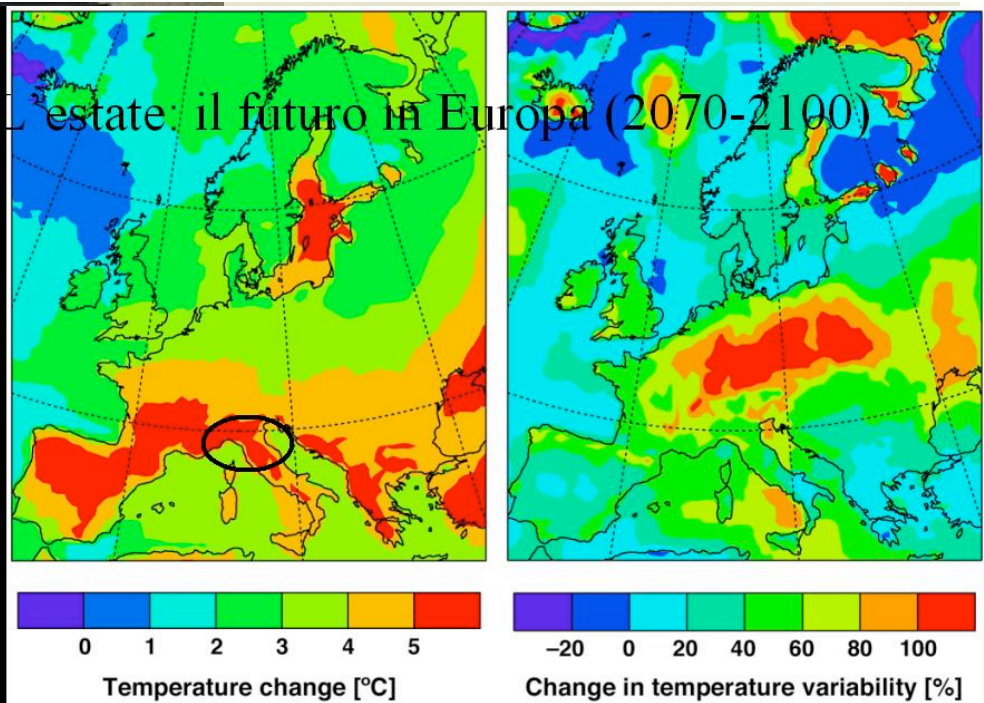 L'estate: il futuro in Europa (2070-2100)
0 1 2 3 4 5
Temperature change [°C]
–20 0 20 40 60 80 100
Change in temperature variability [%]